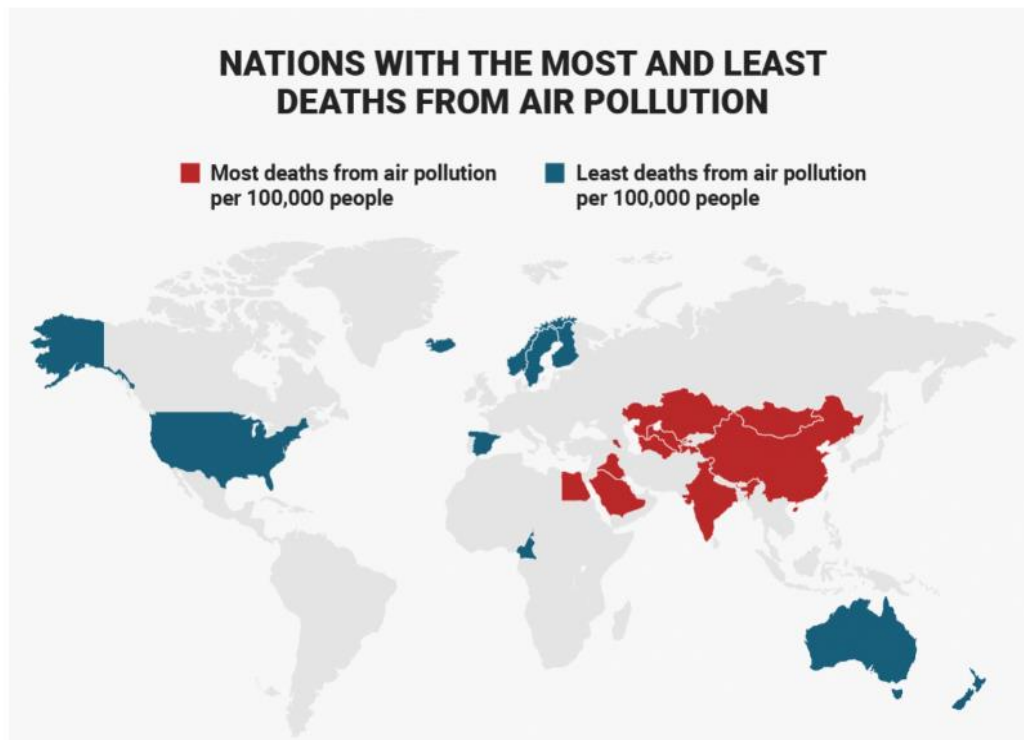 NATIONS WITH THE MOST AND LEAST
DEATHS FROM AIR POLLUTION
Most deaths from air pollution
per 100,000 people
Least deaths from air pollution
per 100,000 people